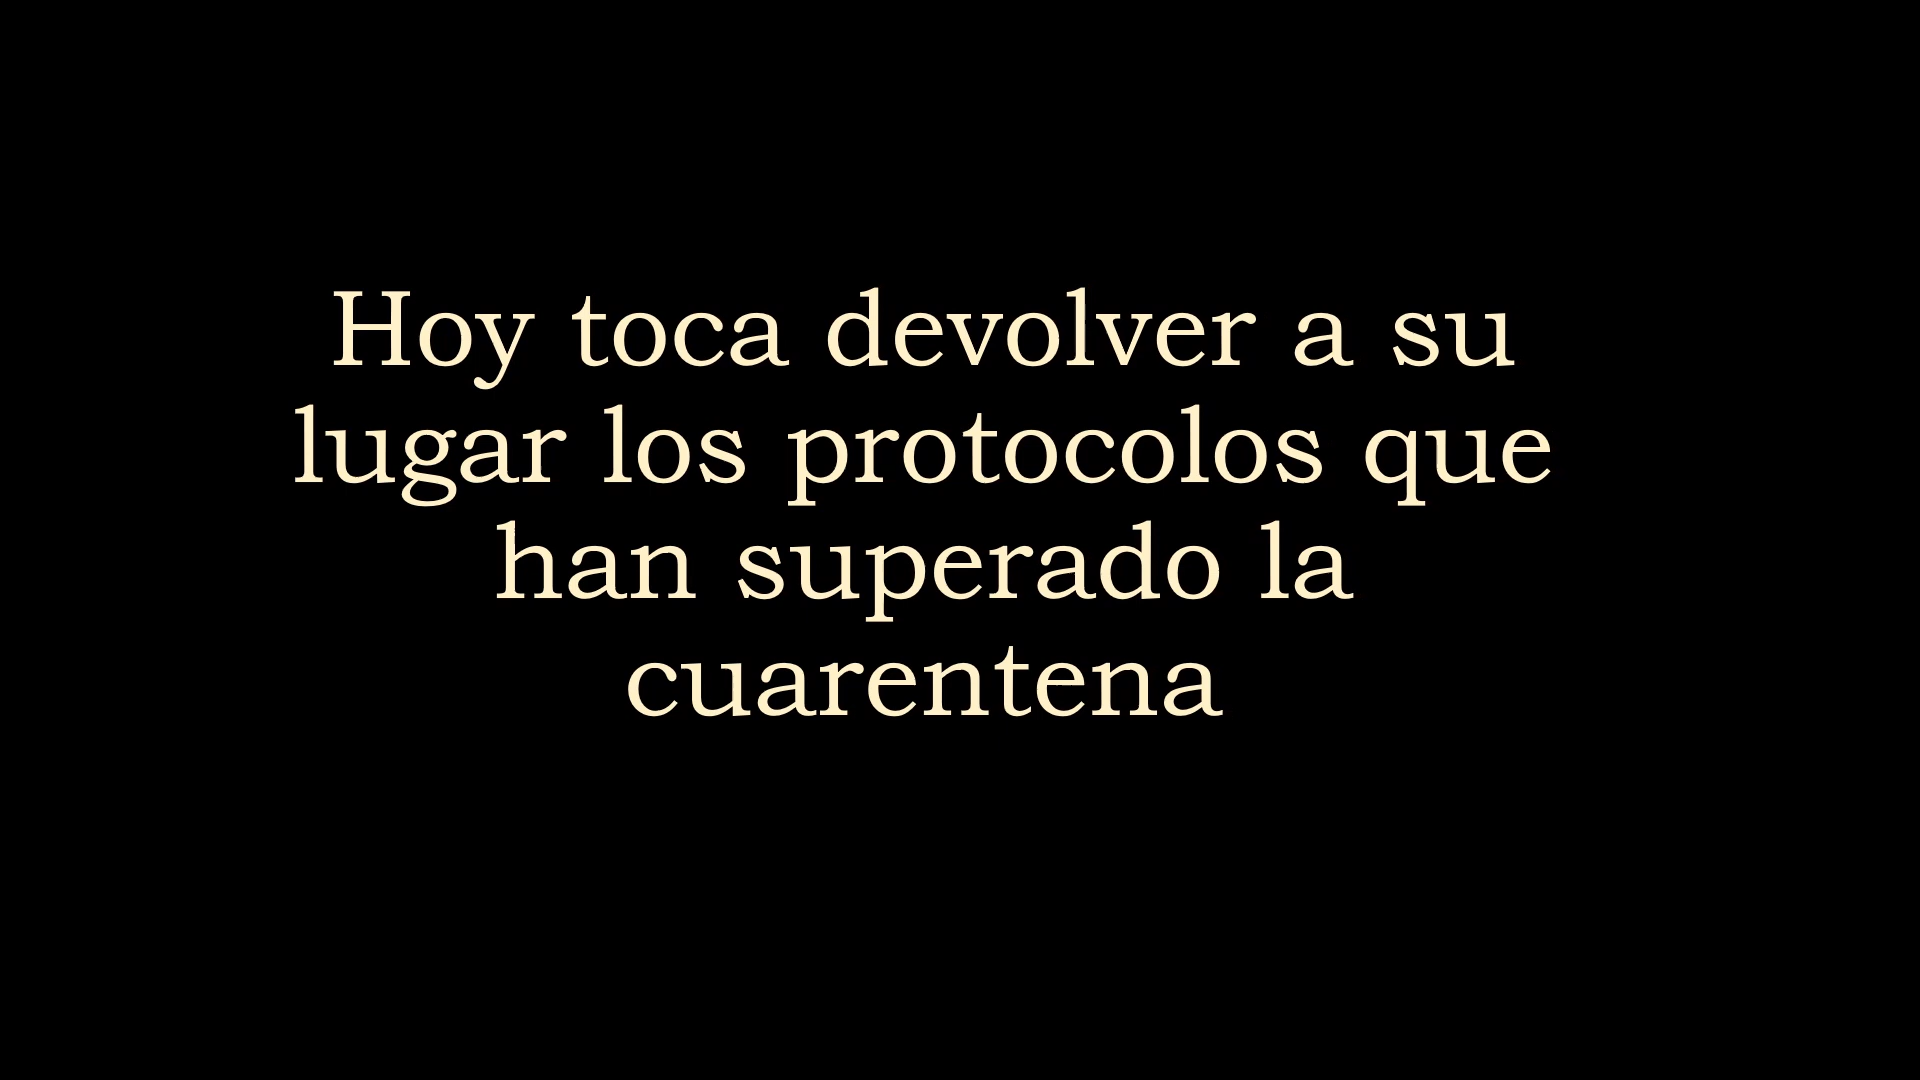 Hoy toca devolver a su
lugar los protocolos que
han superado la
cuarentena